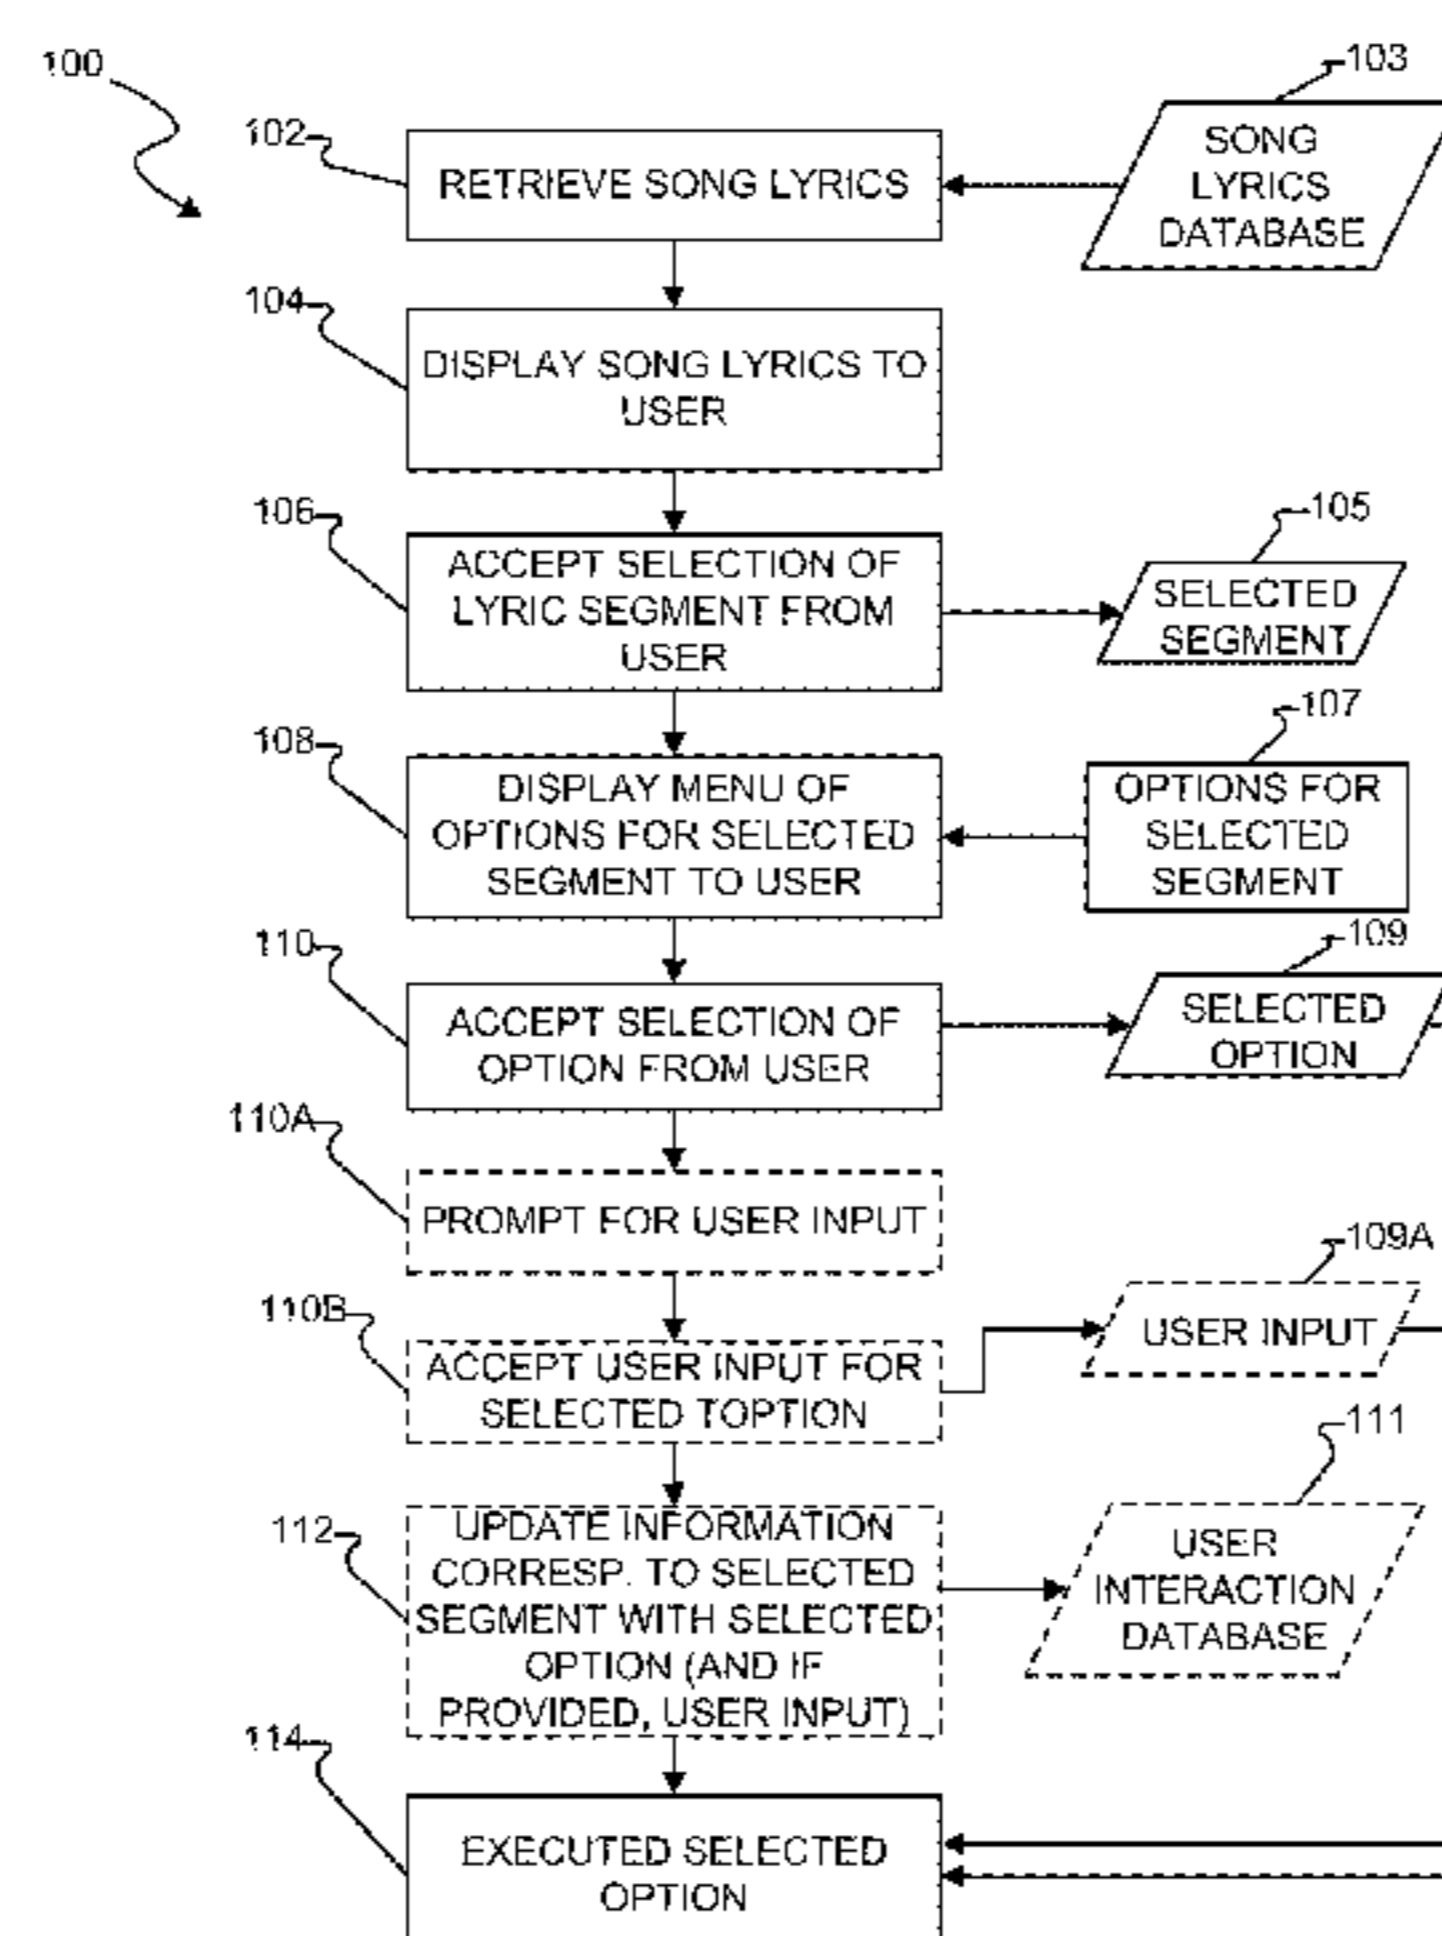 100
103
102
RETRIEVE SONG LYRICS
SONG
LYRICS
DATABASE
104
DISPLAY SONG LYRICS TO
USER
106
ACCEPT SELECTION OF
LYRIC SEGMENT FROM
USER
105
SELECTED
SEGMENT
108
DISPLAY MENU OF
OPTIONS FOR SELECTED
SEGMENT TO USER
107
OPTIONS FOR
SELECTED
SEGMENT
110
ACCEPT SELECTION OF
OPTION FROM USER
109
SELECTED
OPTION
110A
PROMPT FOR USER INPUT
110B
ACCEPT USER INPUT FOR
SELECTED TOPTION
109A
USER INPUT
112
UPDATE INFORMATION
CORRESP. TO SELECTED
SEGMENT WITH SELECTED
OPTION (AND IF
PROVIDED, USER INPUT)
111
USER
INTERACTION
DATABASE
114
EXECUTED SELECTED
OPTION